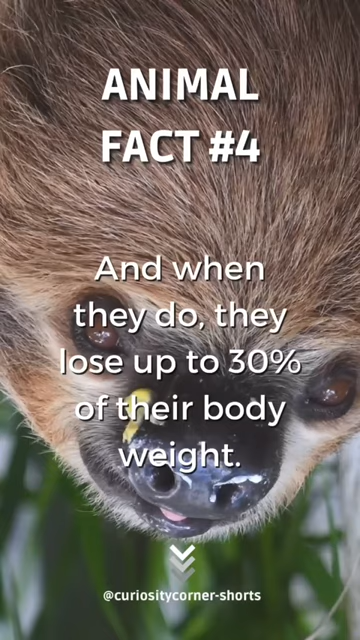 ANIMAL
FACT #4
And when
they do, they
lose up to 30%
of their body
weight.
@curiositycorner-shorts